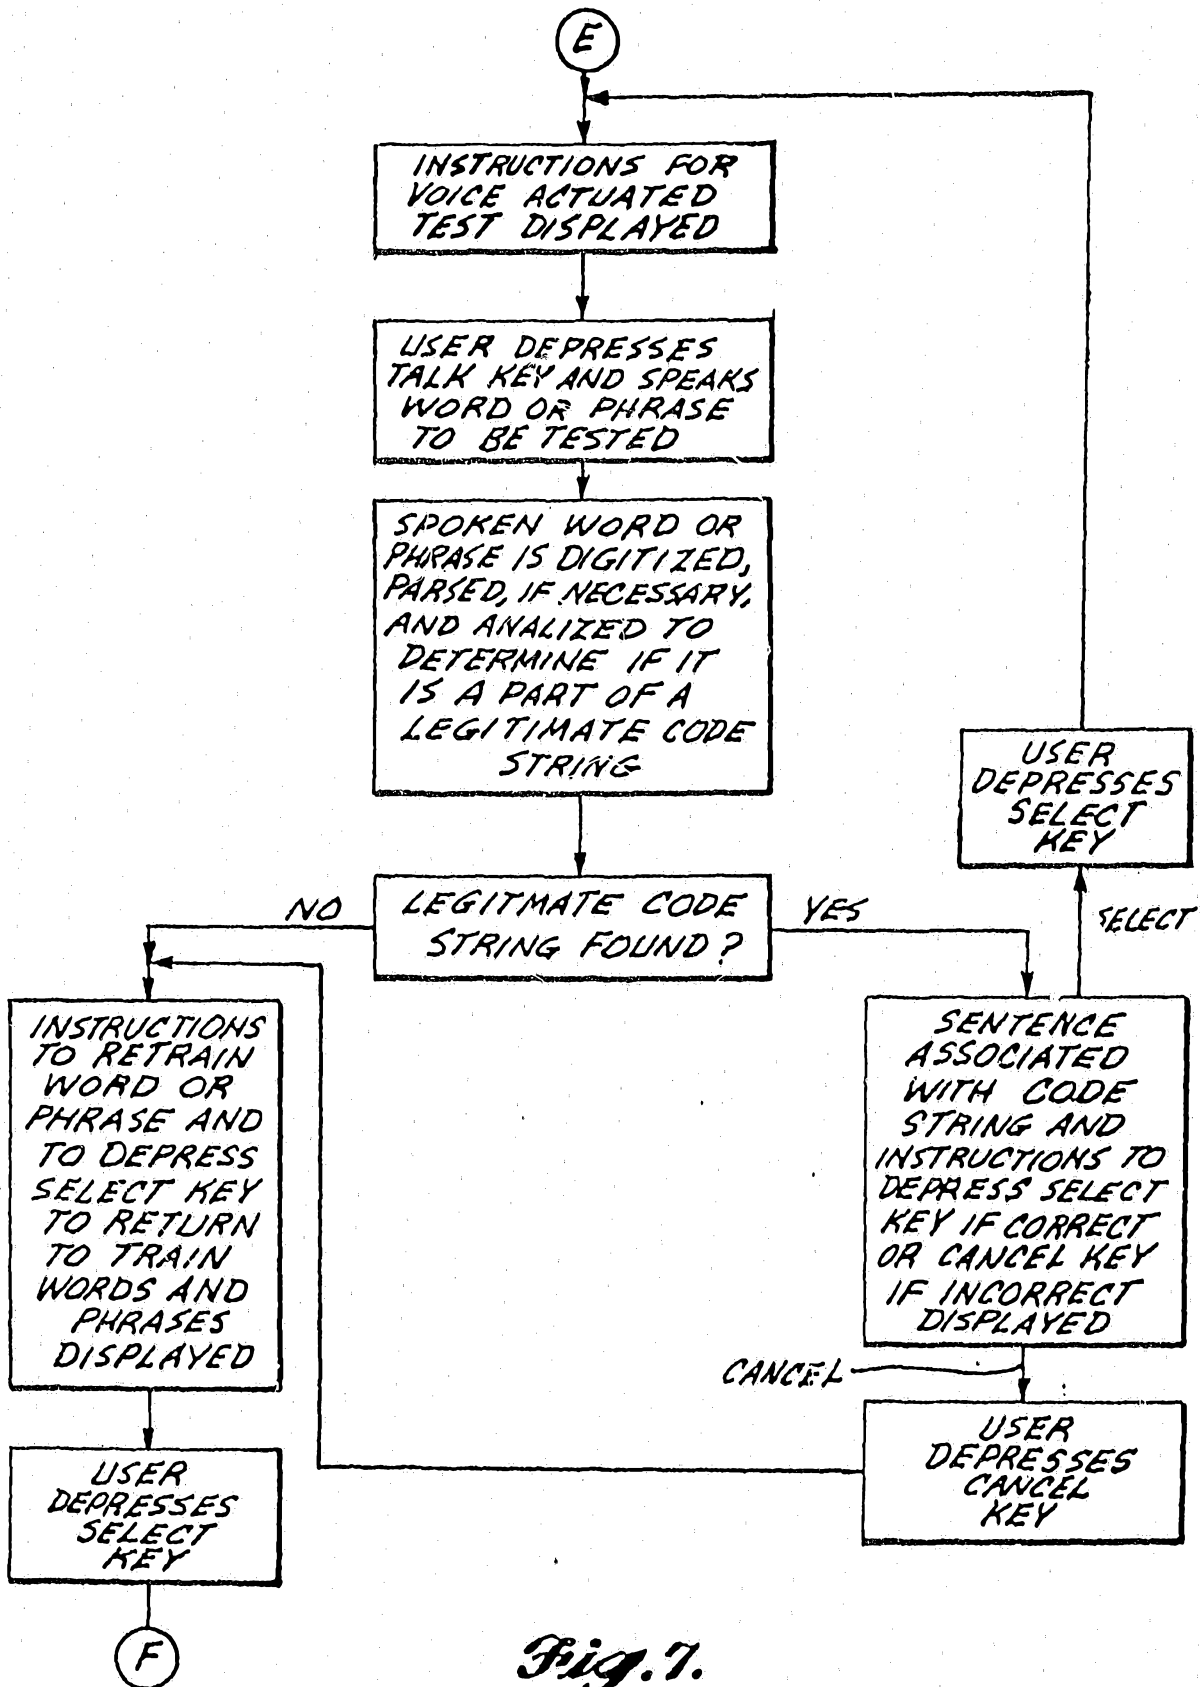 E
INSTRUCTIONS FOR
VOICE ACTUATED
TEST DISPLAYED
USER DEPRESSES
TALK KEY AND SPEAKS
WORD OR PHRASE
TO BE TESTED
SPOKEN WORD OR
PHRASE IS DIGITIZED,
PARSED, IF NECESSARY,
AND ANALIZED TO
DETERMINE IF IT
IS A PART OF A
LEGITIMATE CODE
STRING
USER
DEPRESSES
SELECT
KEY
NO
LEGITMATE CODE
STRING FOUND?
YES
SELECT
INSTRUCTIONS
TO RETRAIN
WORD OR
PHRASE AND
TO DEPRESS
SELECT KEY
TO RETURN
TO TRAIN
WORDS AND
PHRASES
DISPLAYED
SENTENCE
ASSOCIATED
WITH CODE
STRING AND
INSTRUCTIONS TO
DEPRESS SELECT
KEY IF CORRECT
OR CANCEL KEY
IF INCORRECT
DISPLAYED
CANCEL
USER
DEPRESSES
CANCEL
KEY
USER
DEPRESSES
SELECT
KEY
F
Fig. 7.